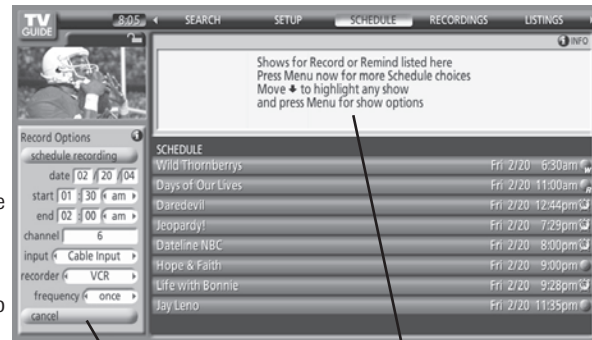 TV GUIDE 8:05 SEARCH SETUP SCHEDULE RECORDINGS LISTINGS
INFO
Shows for Record or Remind listed here
Press Menu now for more Schedule choices
Move to highlight any show
and press Menu for show options
Record Options
schedule recording
date 02 / 20 / 04
start 01 : 30 am
end 02 : 00 am
channel 6
input Cable Input
recorder VCR
frequency once
cancel
SCHEDULE
Wild Thornberrys Fri 2/20 6:30am W
Days of Our Lives Fri 2/20 11:00am R
Daredevil Fri 2/20 12:44pm
Jeopardy! Fri 2/20 7:29pm
Dateline NBC Fri 2/20 8:00pm
Hope & Faith Fri 2/20 9:00pm
Life with Bonnie Fri 2/20 9:28pm
Jay Leno Fri 2/20 11:35pm